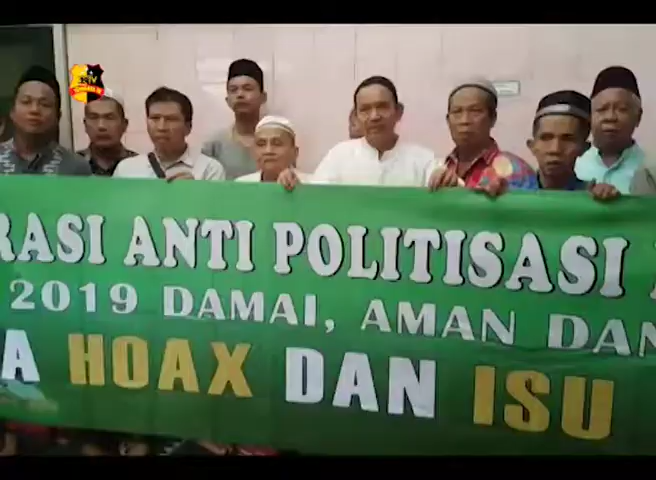 RASI ANTI POLITISASI
2019 DAMAI, AMAN DAN
A HOAX DAN ISU